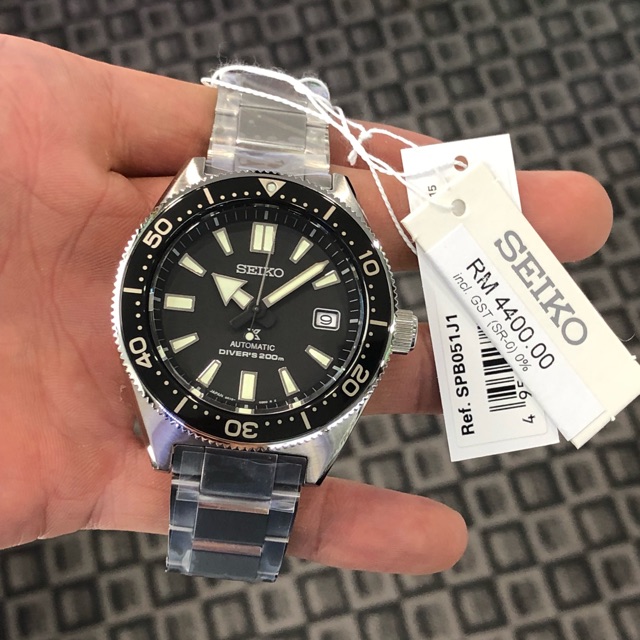 50
10
40
20
30
SEIKO
9
AUTOMATIC
DIVER'S 200m
SEIKO
RM 4400.00
incl. GST (SR-0) 0%
Ref. SPB051J1